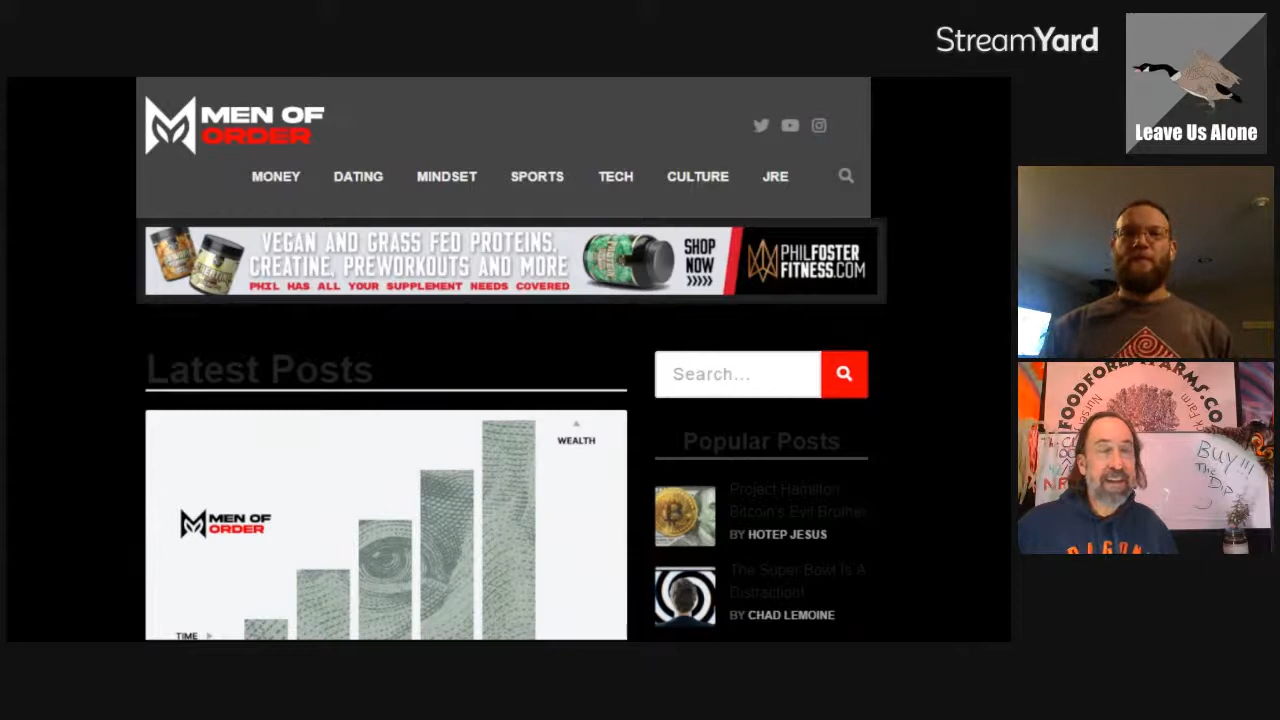 StreamYard
Leave Us Alone
MEN OF
ORDER
MONEY DATING MINDSET SPORTS TECH CULTURE JRE
VEGAN AND GRASS FED PROTEINS.
CREATINE, PREWORKOUTS AND MORE
PHIL HAS ALL YOUR SUPPLEMENT NEEDS COVERED
SHOP
NOW
PHILFOSTER
FITNESS.COM
Latest Posts
Search...
WEALTH
MEN OF
ORDER
TIME
Popular Posts
Project Hamilton
Bitcoin's Evil Brother
BY HOTEP JESUS
The Super Bowl Is A
Distraction!
BY CHAD LEMOINE
FOODFORESTFARMS.CO
BUY!!!
The